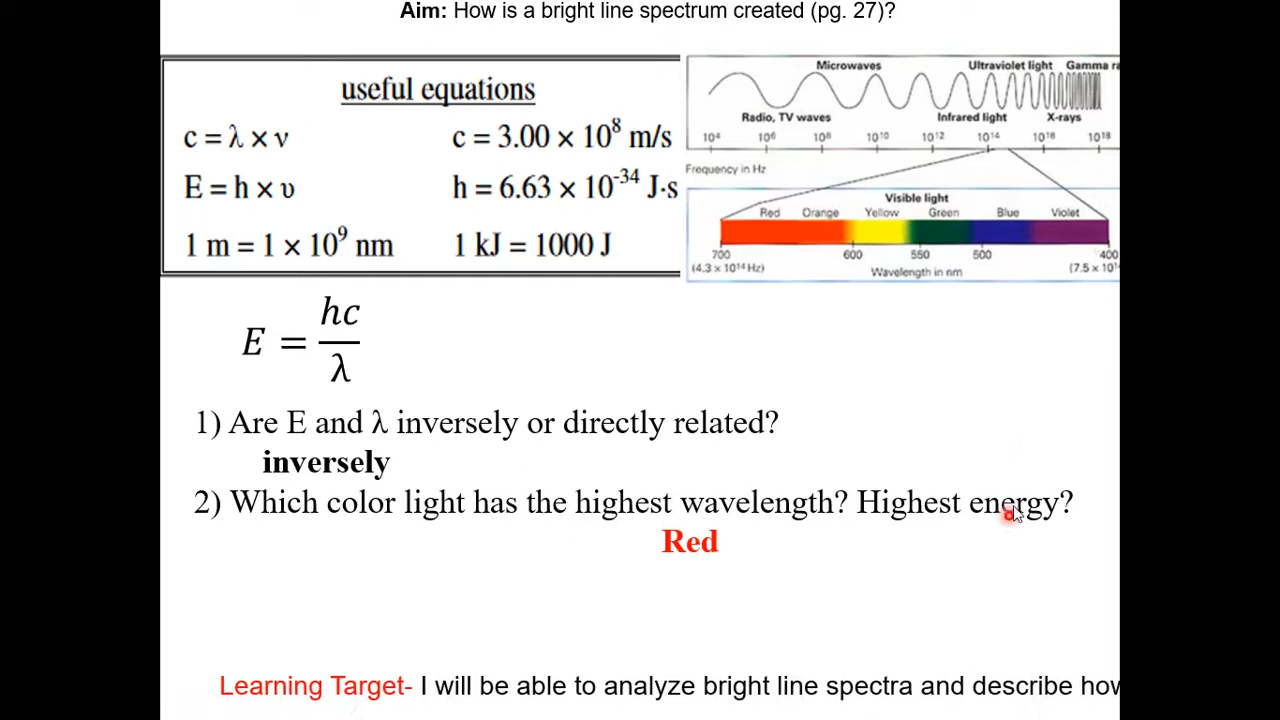 Aim: How is a bright line spectrum created (pg. 27)?
useful equations
c = λ × ν
c = 3.00 × 10⁸ m/s
E = h × υ
h = 6.63 × 10⁻³⁴ J·s
1 m = 1 × 10⁹ nm
1 kJ = 1000 J
Microwaves Ultraviolet light Gamma ra
Radio, TV waves Infrared light X-rays
10⁴ 10⁶ 10⁸ 10¹⁰ 10¹² 10¹⁴ 10¹⁶ 10¹⁸
Frequency in Hz
Visible light
Red Orange Yellow Green Blue Violet
700 600 550 500 400
(4.3 × 10¹⁴ Hz) Wavelength in nm (7.5 × 10¹
E = hc/λ
1) Are E and λ inversely or directly related?
inversely
2) Which color light has the highest wavelength? Highest energy?
Red
Learning Target- I will be able to analyze bright line spectra and describe how